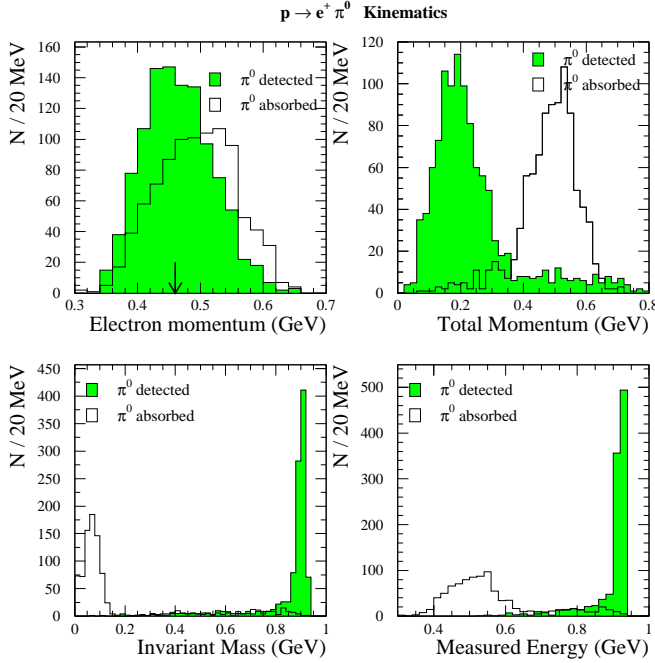 p → e⁺ π⁰ Kinematics
N / 20 MeV
160
140
120
100
80
60
40
20
0
π⁰ detected
π⁰ absorbed
0.3 0.4 0.5 0.6 0.7
Electron momentum (GeV)
N / 20 MeV
120
100
80
60
40
20
0
π⁰ detected
π⁰ absorbed
0 0.2 0.4 0.6 0.8
Total Momentum (GeV)
N / 20 MeV
450
400
350
300
250
200
150
100
50
0
π⁰ detected
π⁰ absorbed
0 0.2 0.4 0.6 0.8 1
Invariant Mass (GeV)
N / 20 MeV
500
400
300
200
100
0
π⁰ detected
π⁰ absorbed
0.4 0.6 0.8 1
Measured Energy (GeV)